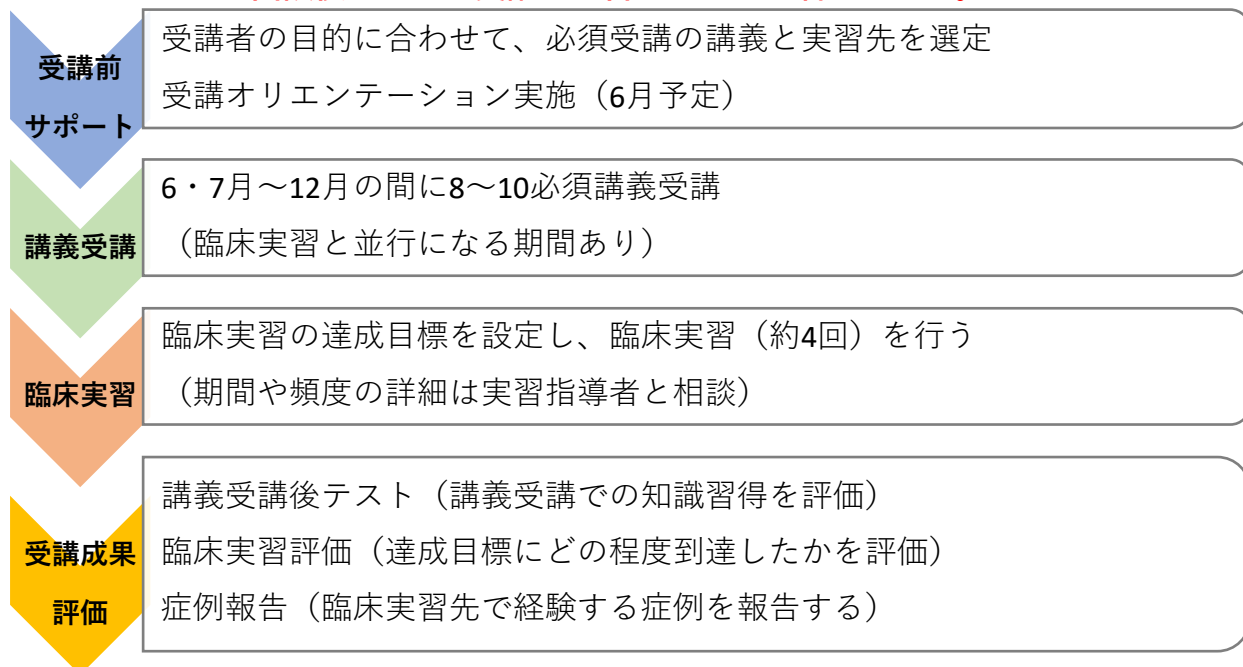 受講前
サポート
受講者の目的に合わせて、必須受講の講義と実習先を選定
受講オリエンテーション実施（6月予定）
講義受講
6・7月～12月の間に8～10必須講義受講
（臨床実習と並行になる期間あり）
臨床実習
臨床実習の達成目標を設定し、臨床実習（約4回）を行う
（期間や頻度の詳細は実習指導者と相談）
受講成果
評価
講義受講後テスト（講義受講での知識習得を評価）
臨床実習評価（達成目標にどの程度到達したかを評価）
症例報告（臨床実習先で経験する症例を報告する）